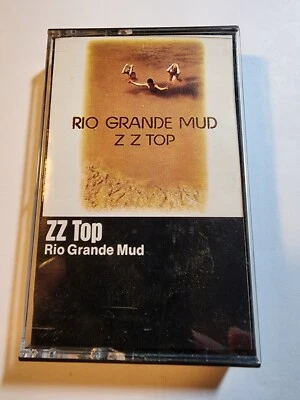 RIO GRANDE MUD
Z Z TOP
ZZ Top
Rio Grande Mud